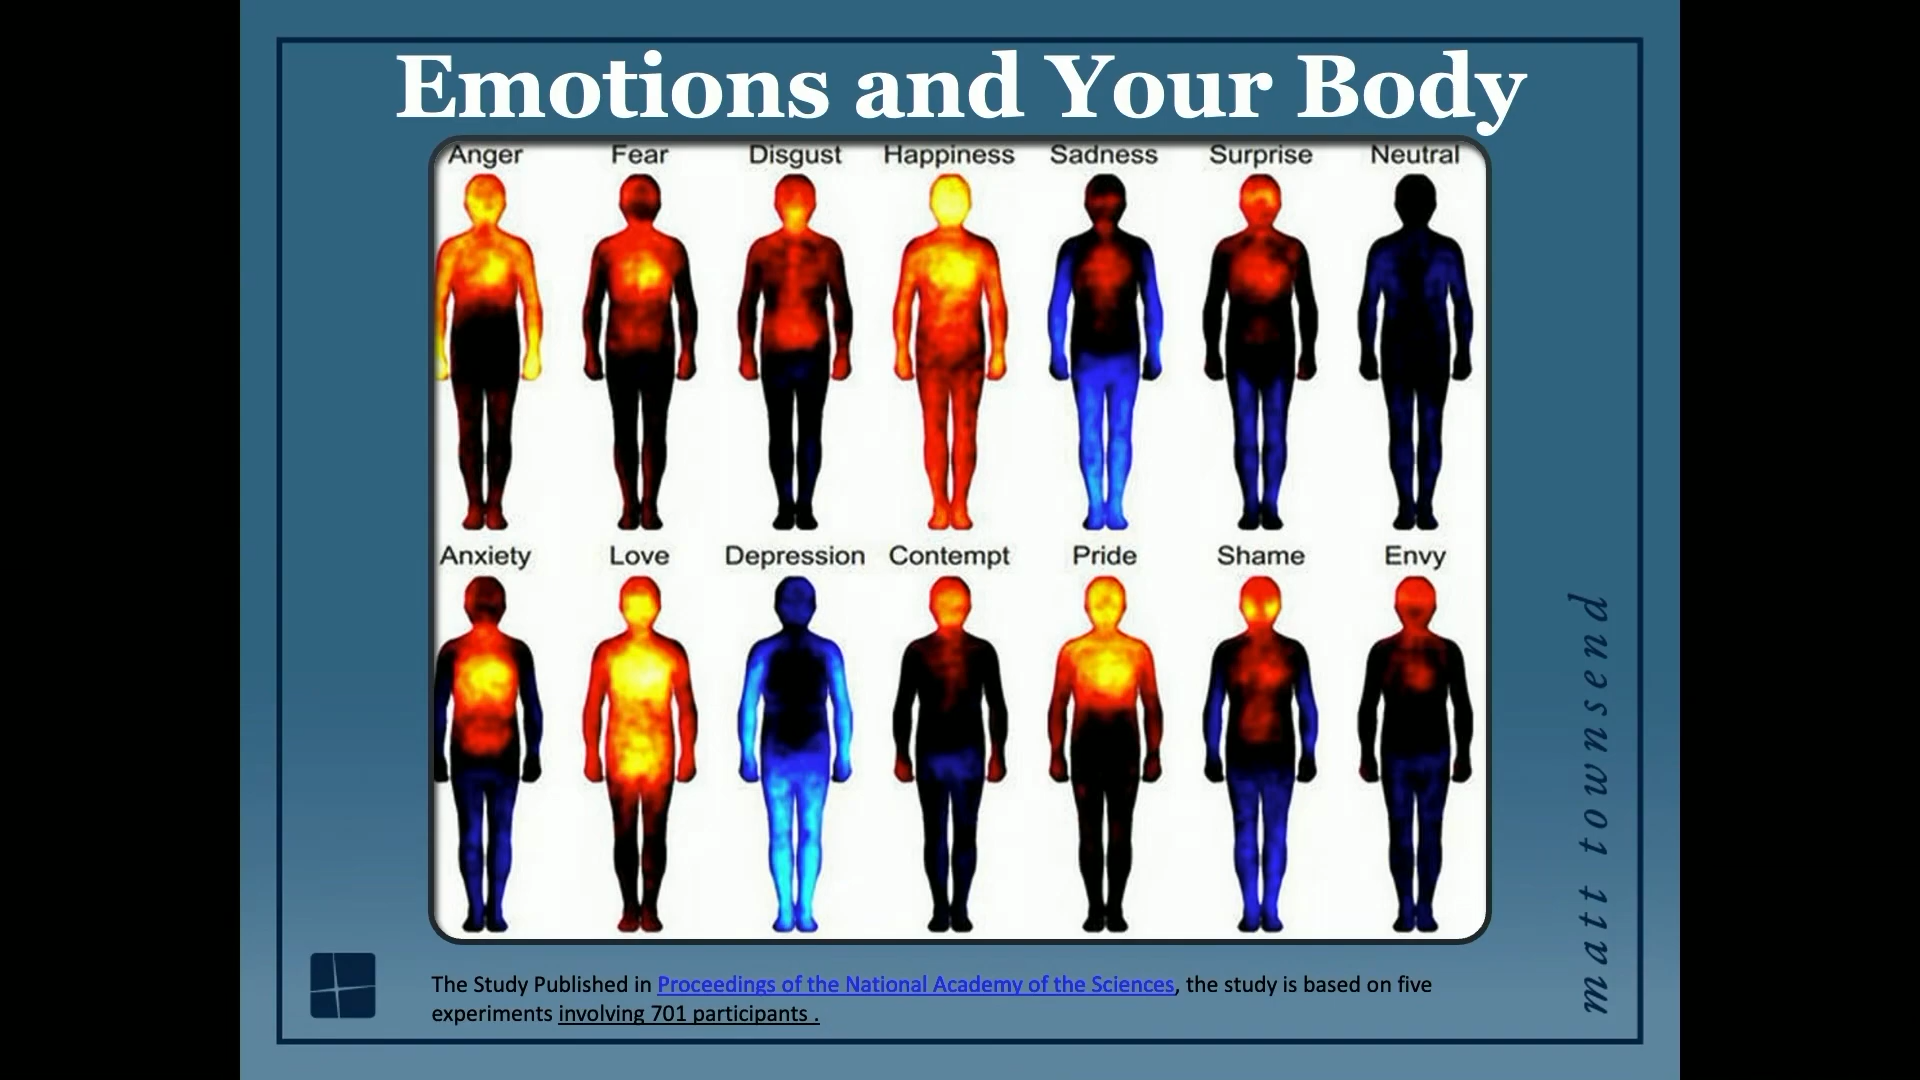 Emotions and Your Body
Anger Fear Disgust Happiness Sadness Surprise Neutral
Anxiety Love Depression Contempt Pride Shame Envy
matt townsend
The Study Published in Proceedings of the National Academy of the Sciences, the study is based on five
experiments involving 701 participants .